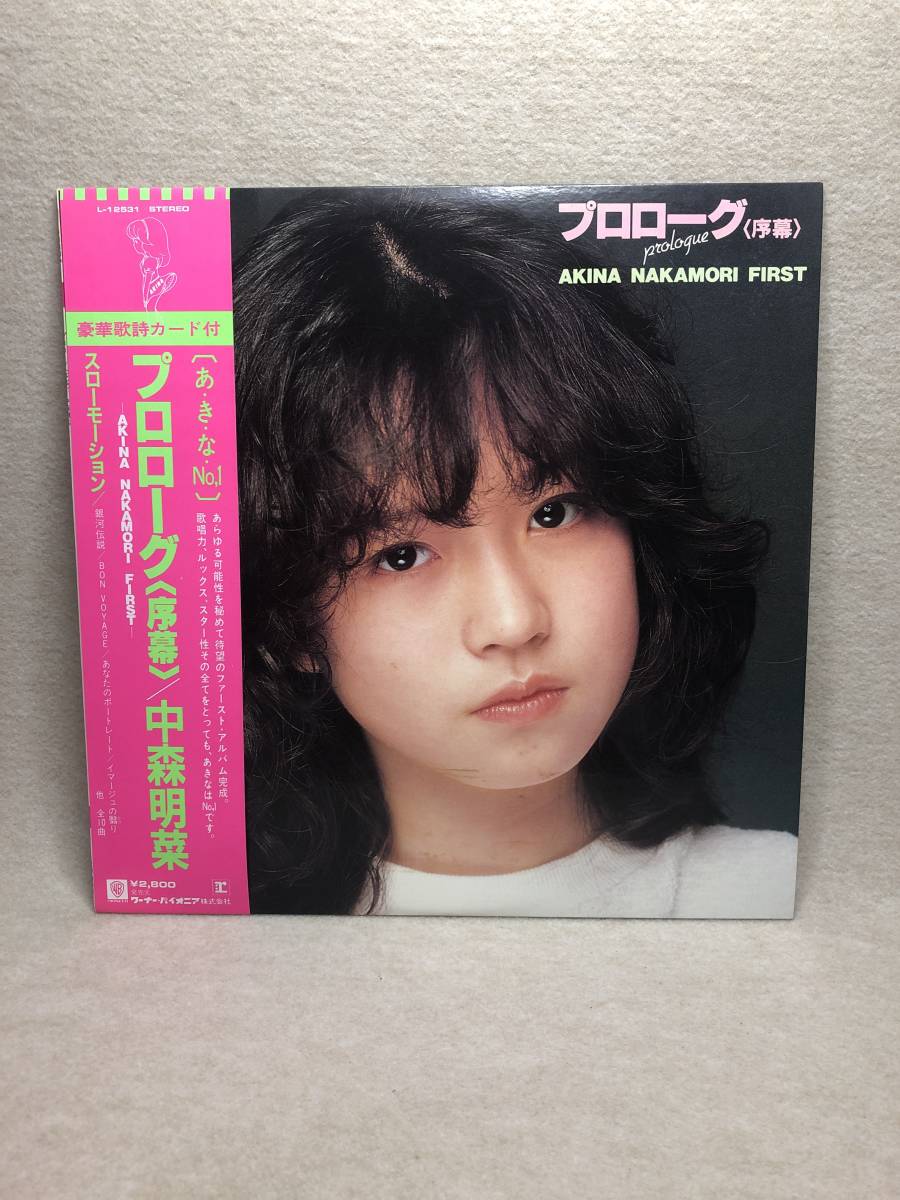 L-12531 STEREO
AKINA
豪華歌詩カード付
〔あ・き・な・No,1〕
あらゆる可能性を秘めて待望のファースト・アルバム完成。
歌唱力、ルックス、スター性その全てをとっても、あきなはNo,1です。
プロローグ〈序幕〉/中森明菜
—AKINA NAKAMORI FIRST—
スローモーション/銀河伝説/BON VOYAGE/あなたのポートレート/イマージュの翳り
他 全10曲
WB
PIONEER
¥2,800
発売元
ワーナー・パイオニア株式会社
r
プロローグ〈序幕〉
prologue
AKINA NAKAMORI FIRST